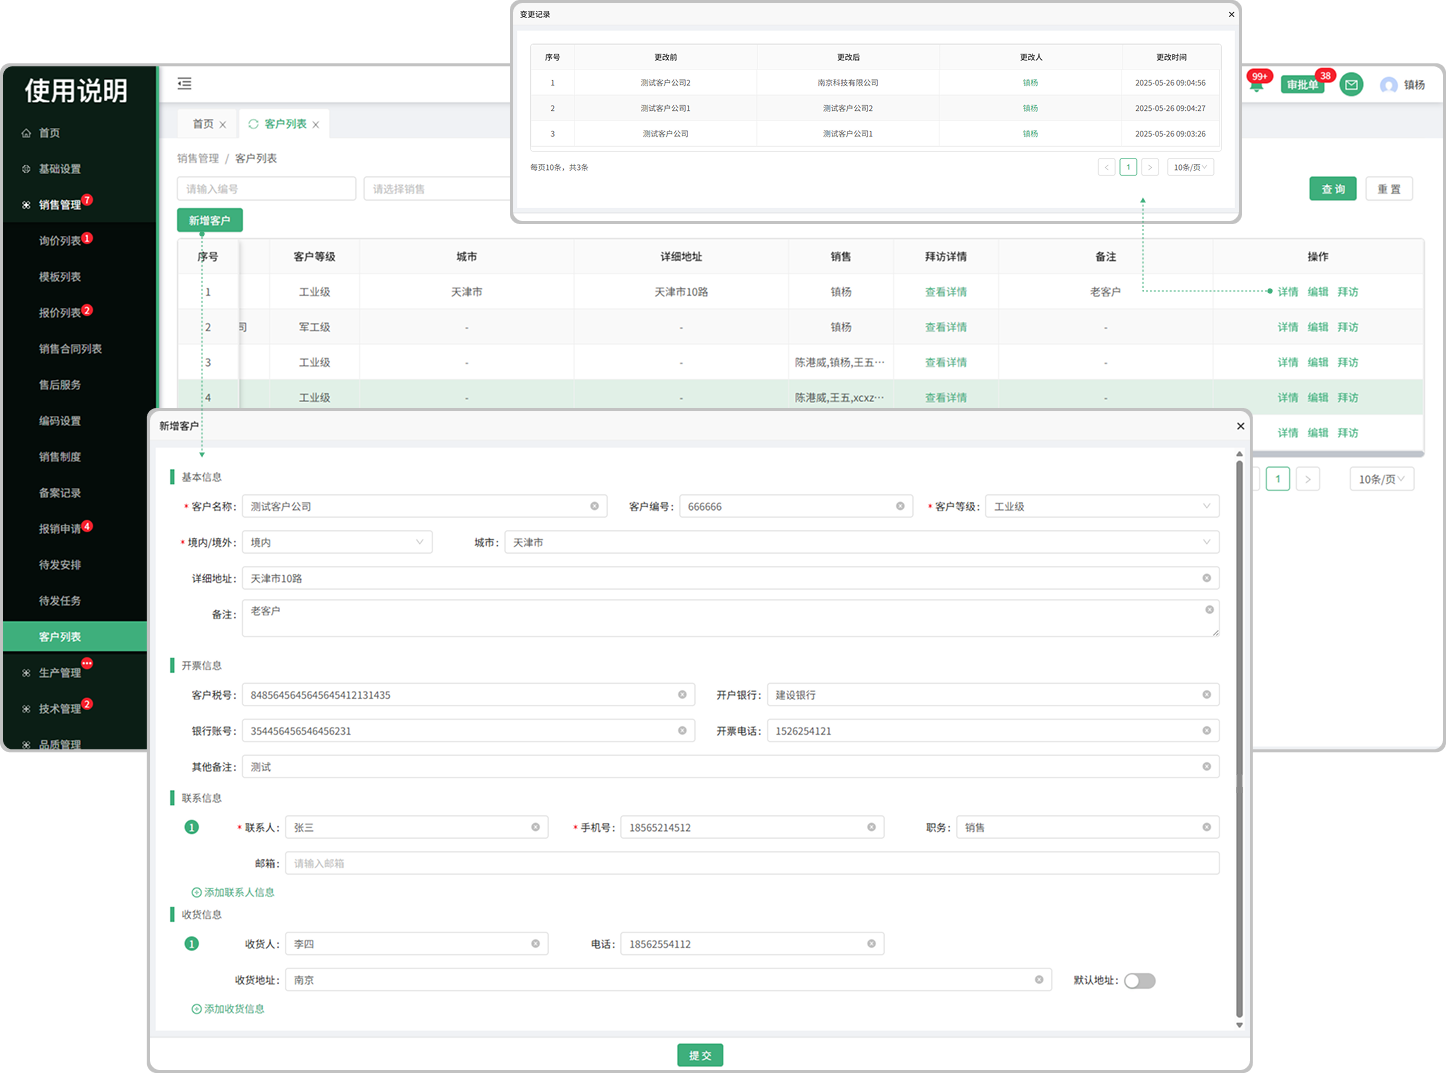 变更记录
序号 更改前 更改后 更改人 更改时间
1 测试客户公司2 南京科技有限公司 镇杨 2025-05-26 09:04:56
2 测试客户公司1 测试客户公司2 镇杨 2025-05-26 09:04:27
3 测试客户公司 测试客户公司1 镇杨 2025-05-26 09:03:26
每页10条，共3条 1 10条/页
使用说明
首页
基础设置
销售管理 7
询价列表 1
模板列表
报价列表 2
销售合同列表
售后服务
编码设置
销售制度
备案记录
报销申请 4
待发安排
待发任务
客户列表
生产管理
技术管理 2
品质管理
99+ 审批单 38 镇杨
首页 客户列表
销售管理 / 客户列表
请输入编号 请选择销售 查 询 重 置
新增客户
序号 客户等级 城市 详细地址 销售 拜访详情 备注 操作
1 工业级 天津市 天津市10路 镇杨 查看详情 老客户 详情 编辑 拜访
2 司 军工级 - - 镇杨 查看详情 - 详情 编辑 拜访
3 工业级 - - 陈港威,镇杨,王五… 查看详情 - 详情 编辑 拜访
4 工业级 - - 陈港威,王五,xcxz… 查看详情 - 详情 编辑 拜访
详情 编辑 拜访
1 10条/页
新增客户
基本信息
* 客户名称: 测试客户公司 客户编号: 666666 * 客户等级: 工业级
* 境内/境外: 境内 城市: 天津市
详细地址: 天津市10路
备注: 老客户
开票信息
客户税号: 8485645645645645412131435 开户银行: 建设银行
银行账号: 354456456546456231 开票电话: 1526254121
其他备注: 测试
联系信息
1 * 联系人: 张三 * 手机号: 18565214512 职务: 销售
邮箱: 请输入邮箱
添加联系人信息
收货信息
1 收货人: 李四 电话: 18562554112
收货地址: 南京 默认地址:
添加收货信息
提 交